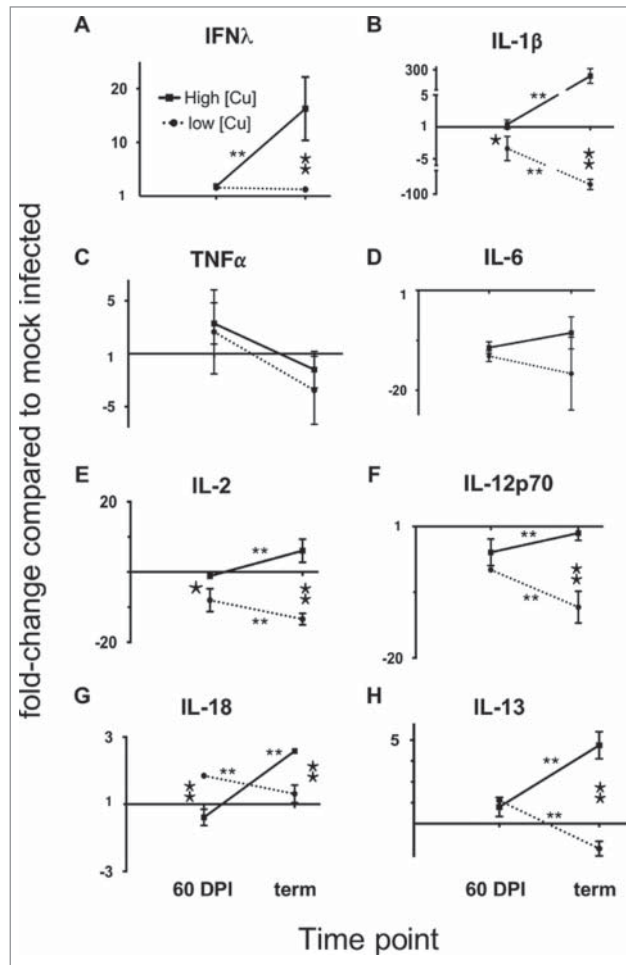 A
IFNλ
20
10
1
High [Cu]
low [Cu]
**
★★
B
IL-1β
300
5
1
-5
-100
**
★
**
★★
C
TNFα
5
1
-5
D
IL-6
1
-20
E
IL-2
20
-20
**
★
**
★★
F
IL-12p70
1
-20
**
**
★★
G
IL-18
3
1
-3
**
**
★★
★★
H
IL-13
5
**
**
★★
60 DPI term
60 DPI term
Time point
fold-change compared to mock infected